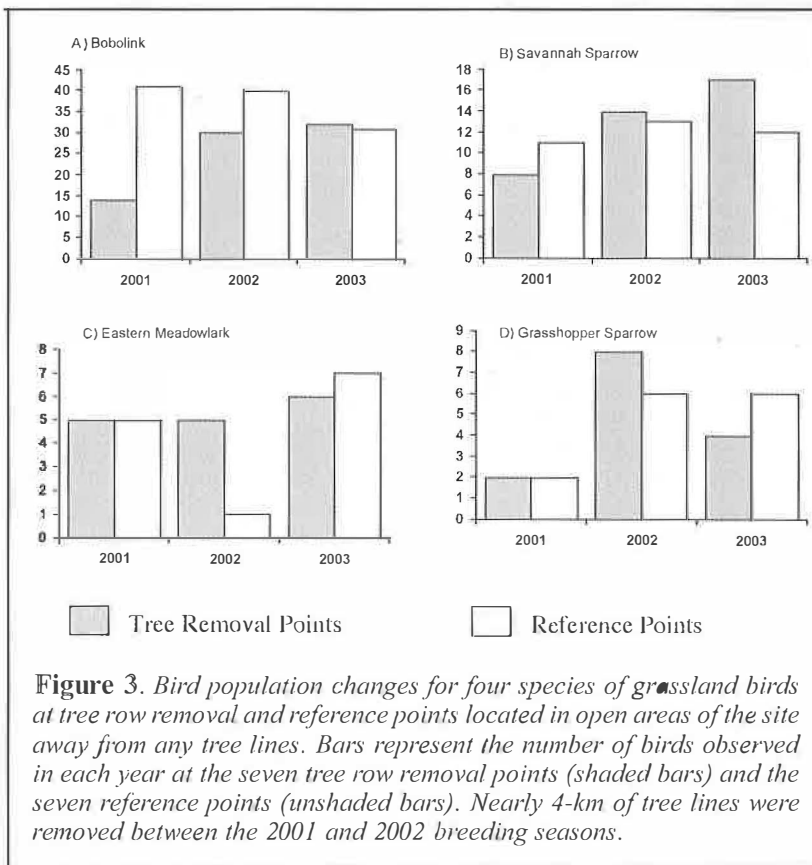 A) Bobolink
45
40
35
30
25
20
15
10
5
0
2001 2002 2003
B) Savannah Sparrow
18
16
14
12
10
8
6
4
2
0
2001 2002 2003
C) Eastern Meadowlark
8
7
6
5
4
3
2
1
0
2001 2002 2003
D) Grasshopper Sparrow
9
8
7
6
5
4
3
2
1
0
2001 2002 2003
Tree Removal Points Reference Points
Figure 3. Bird population changes for four species of grassland birds
at tree row removal and reference points located in open areas of the site
away from any tree lines. Bars represent the number of birds observed
in each year at the seven tree row removal points (shaded bars) and the
seven reference points (unshaded bars). Nearly 4-km of tree lines were
removed between the 2001 and 2002 breeding seasons.